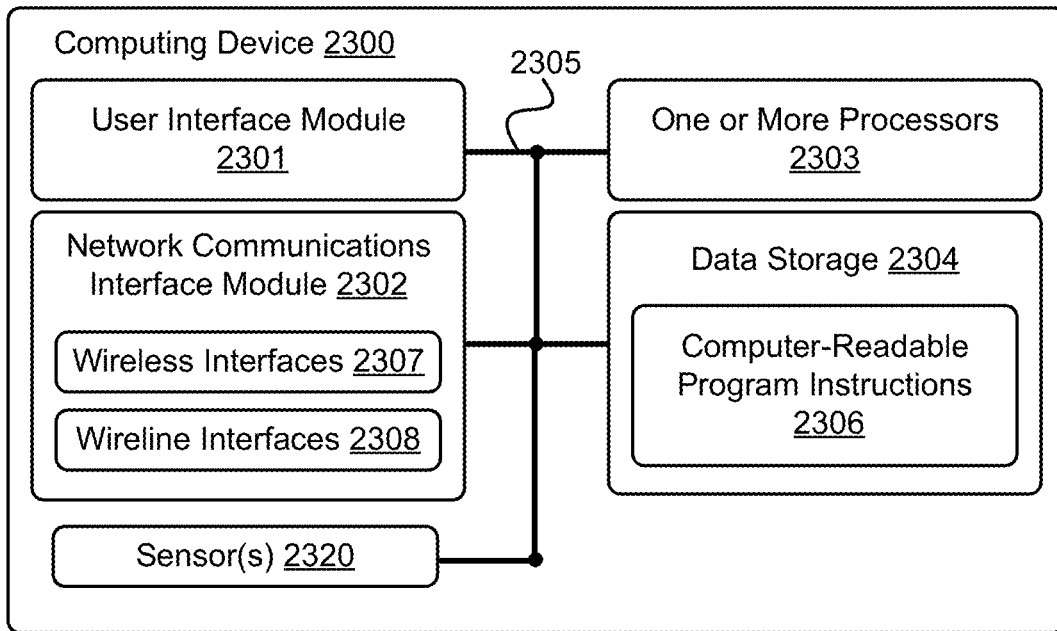 Computing Device 2300
2305
User Interface Module
2301
One or More Processors
2303
Network Communications
Interface Module 2302
Wireless Interfaces 2307
Wireline Interfaces 2308
Data Storage 2304
Computer-Readable
Program Instructions
2306
Sensor(s) 2320